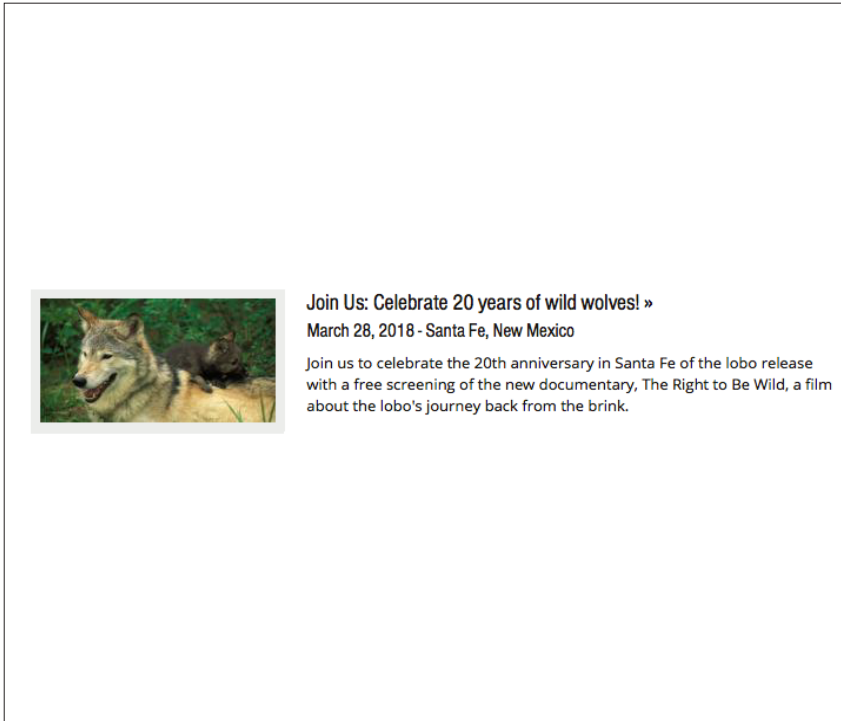 Join Us: Celebrate 20 years of wild wolves! »
March 28, 2018 - Santa Fe, New Mexico
Join us to celebrate the 20th anniversary in Santa Fe of the lobo release
with a free screening of the new documentary, The Right to Be Wild, a film
about the lobo's journey back from the brink.